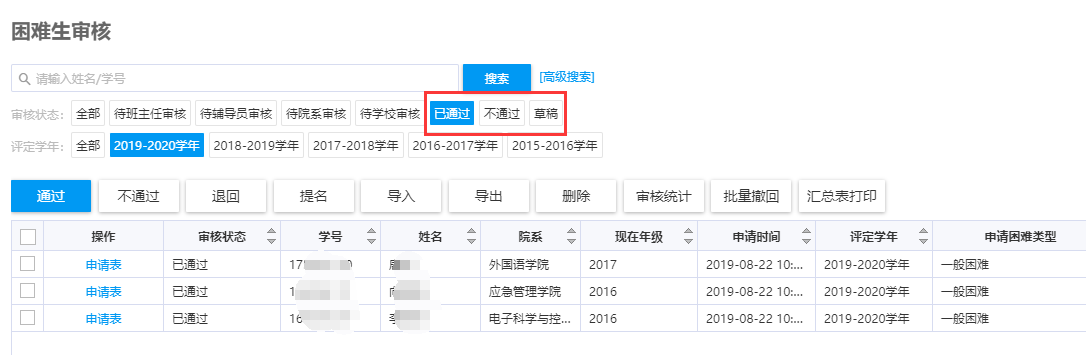 困难生审核
请输入姓名/学号 搜索 [高级搜索]
审核状态: 全部 待班主任审核 待辅导员审核 待院系审核 待学校审核 已通过 不通过 草稿
评定学年: 全部 2019-2020学年 2018-2019学年 2017-2018学年 2016-2017学年 2015-2016学年
通过 不通过 退回 提名 导入 导出 删除 审核统计 批量撤回 汇总表打印
操作 审核状态 学号 姓名 院系 现在年级 申请时间 评定学年 申请困难类型
申请表 已通过 17 0 外国语学院 2017 2019-08-22 10:... 2019-2020学年 一般困难
申请表 已通过 1 应急管理学院 2016 2019-08-22 10:... 2019-2020学年 一般困难
申请表 已通过 16 电子科学与控... 2016 2019-08-22 10:... 2019-2020学年 一般困难